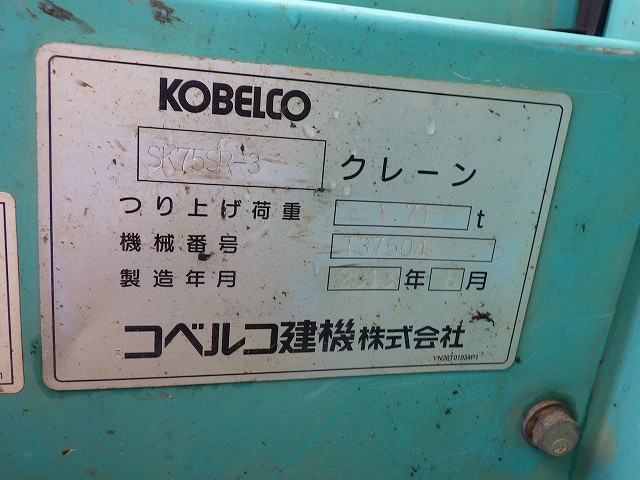 KOBELCO
SK75SR-3 クレーン
つり上げ荷重 1.71 t
機械番号 137504
製造年月 年 月
コベルコ建機株式会社
YN20T01034P1